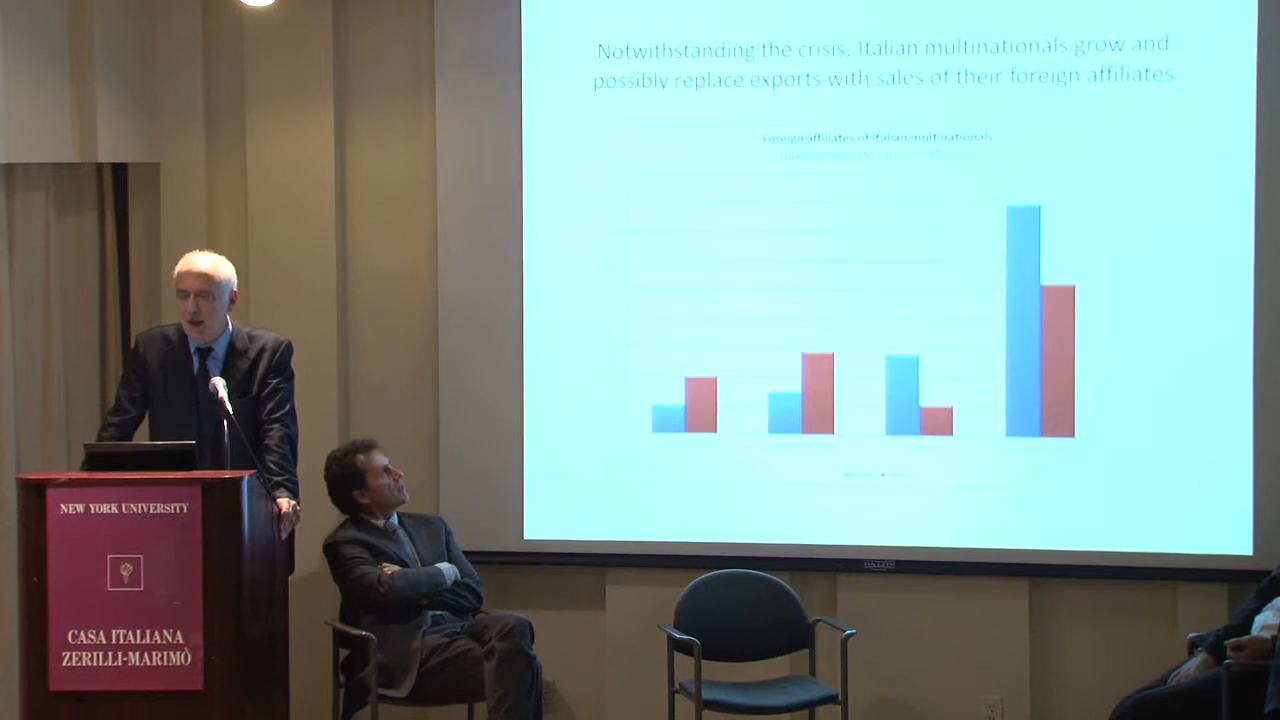 Notwithstanding the crisis, Italian multinationals grow and
possibly replace exports with sales of their foreign affiliates
Foreign affiliates of Italian multinationals
NEW YORK UNIVERSITY
CASA ITALIANA
ZERILLI-MARIMÒ